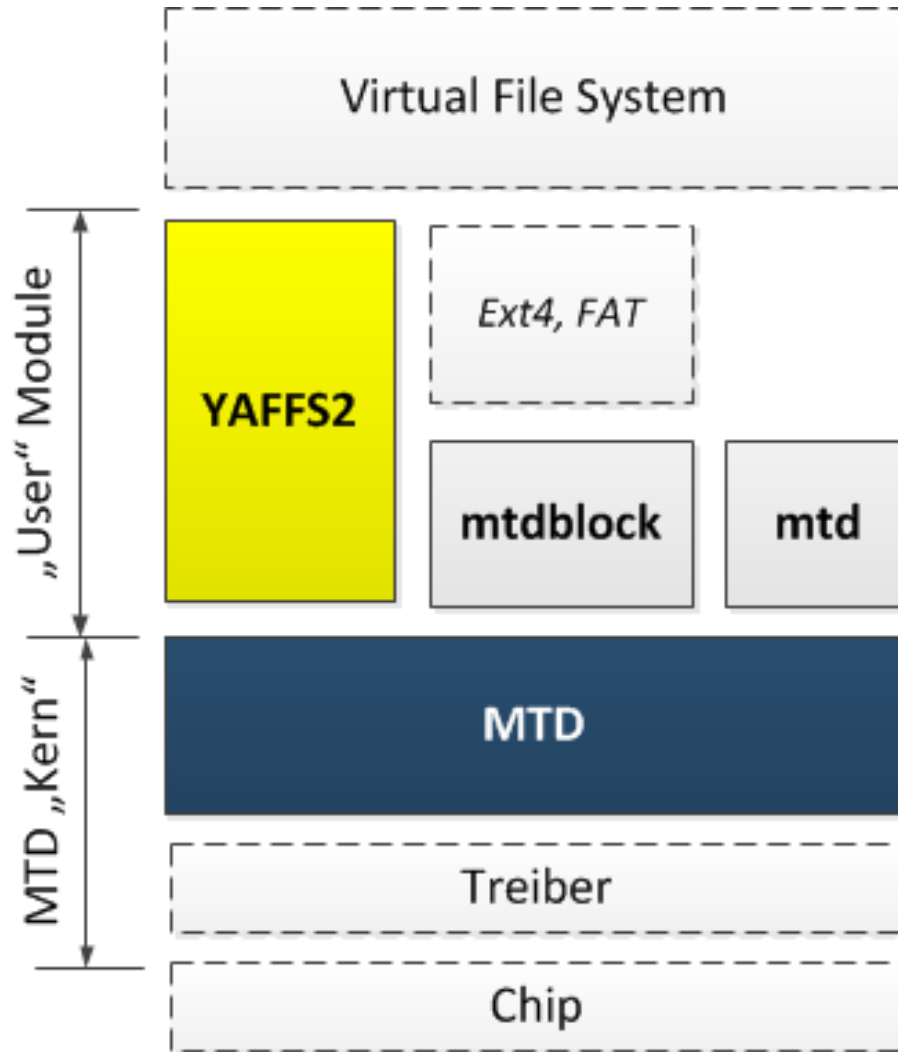 Virtual File System
„User“ Module
YAFFS2
Ext4, FAT
mtdblock
mtd
MTD „Kern“
MTD
Treiber
Chip